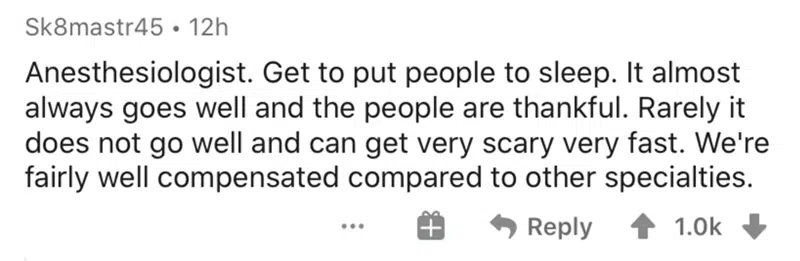 Sk8mastr45 • 12h
Anesthesiologist. Get to put people to sleep. It almost
always goes well and the people are thankful. Rarely it
does not go well and can get very scary very fast. We're
fairly well compensated compared to other specialties.
... Reply 1.0k